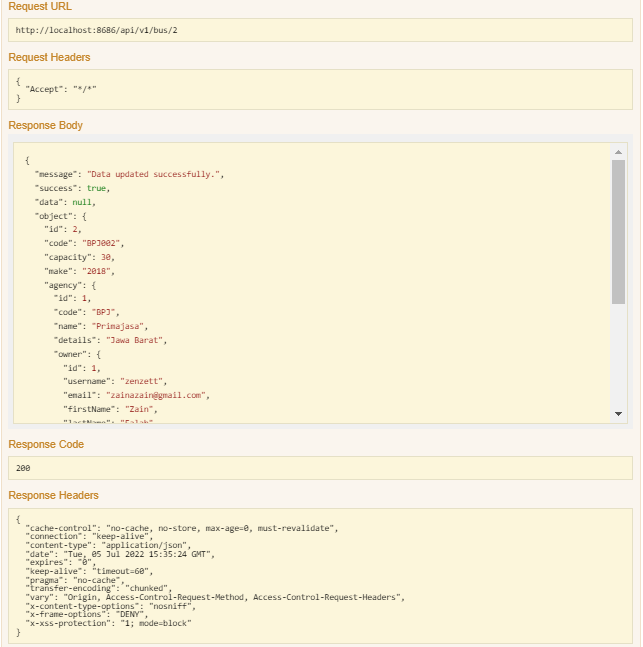 Request URL
http://localhost:8686/api/v1/bus/2
Request Headers
{
"Accept": "*/*"
}
Response Body
{
"message": "Data updated successfully.",
"success": true,
"data": null,
"object": {
"id": 2,
"code": "BPJ002",
"capacity": 30,
"make": "2018",
"agency": {
"id": 1,
"code": "BPJ",
"name": "Primajasa",
"details": "Jawa Barat",
"owner": {
"id": 1,
"username": "zenzett",
"email": "zainazain@gmail.com",
"firstName": "Zain",
"lastName": "Falah",
Response Code
200
Response Headers
{
"cache-control": "no-cache, no-store, max-age=0, must-revalidate",
"connection": "keep-alive",
"content-type": "application/json",
"date": "Tue, 05 Jul 2022 15:35:24 GMT",
"expires": "0",
"keep-alive": "timeout=60",
"pragma": "no-cache",
"transfer-encoding": "chunked",
"vary": "Origin, Access-Control-Request-Method, Access-Control-Request-Headers",
"x-content-type-options": "nosniff",
"x-frame-options": "DENY",
"x-xss-protection": "1; mode=block"
}